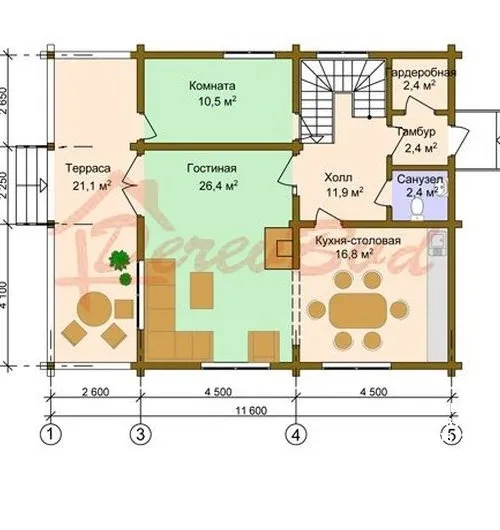 Комната
10,5 м²
Гардеробная
2,4 м²
Тамбур
2,4 м²
Терраса
21,1 м²
Гостиная
26,4 м²
Холл
11,9 м²
Санузел
2,4 м²
DerevBud
Кухня-столовая
16,8 м²
2 650
2 250
4 100
2 600
4 500
4 500
11 600
1
3
4
5